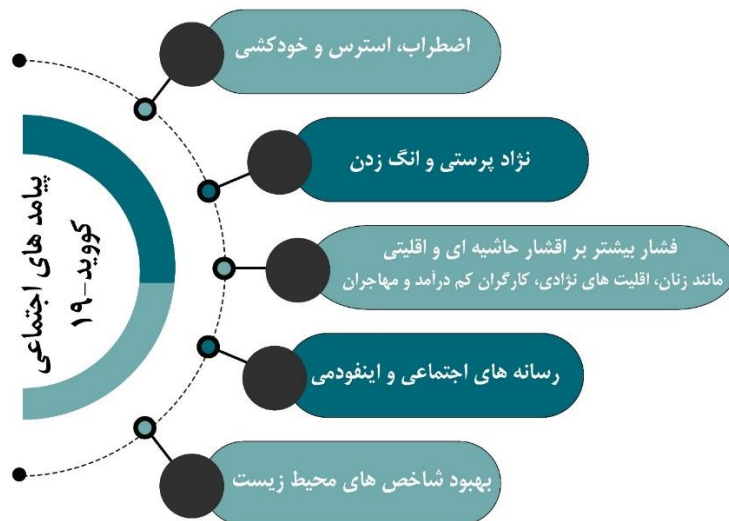 پیامد های اجتماعی
کووید-۱۹
اضطراب، استرس و خودکشی
نژاد پرستی و انگ زدن
فشار بیشتر بر اقشار حاشیه ای و اقلیتی
مانند زنان، اقلیت های نژادی، کارگران کم درآمد و مهاجران
رسانه های اجتماعی و اینفودمی
بهبود شاخص های محیط زیست